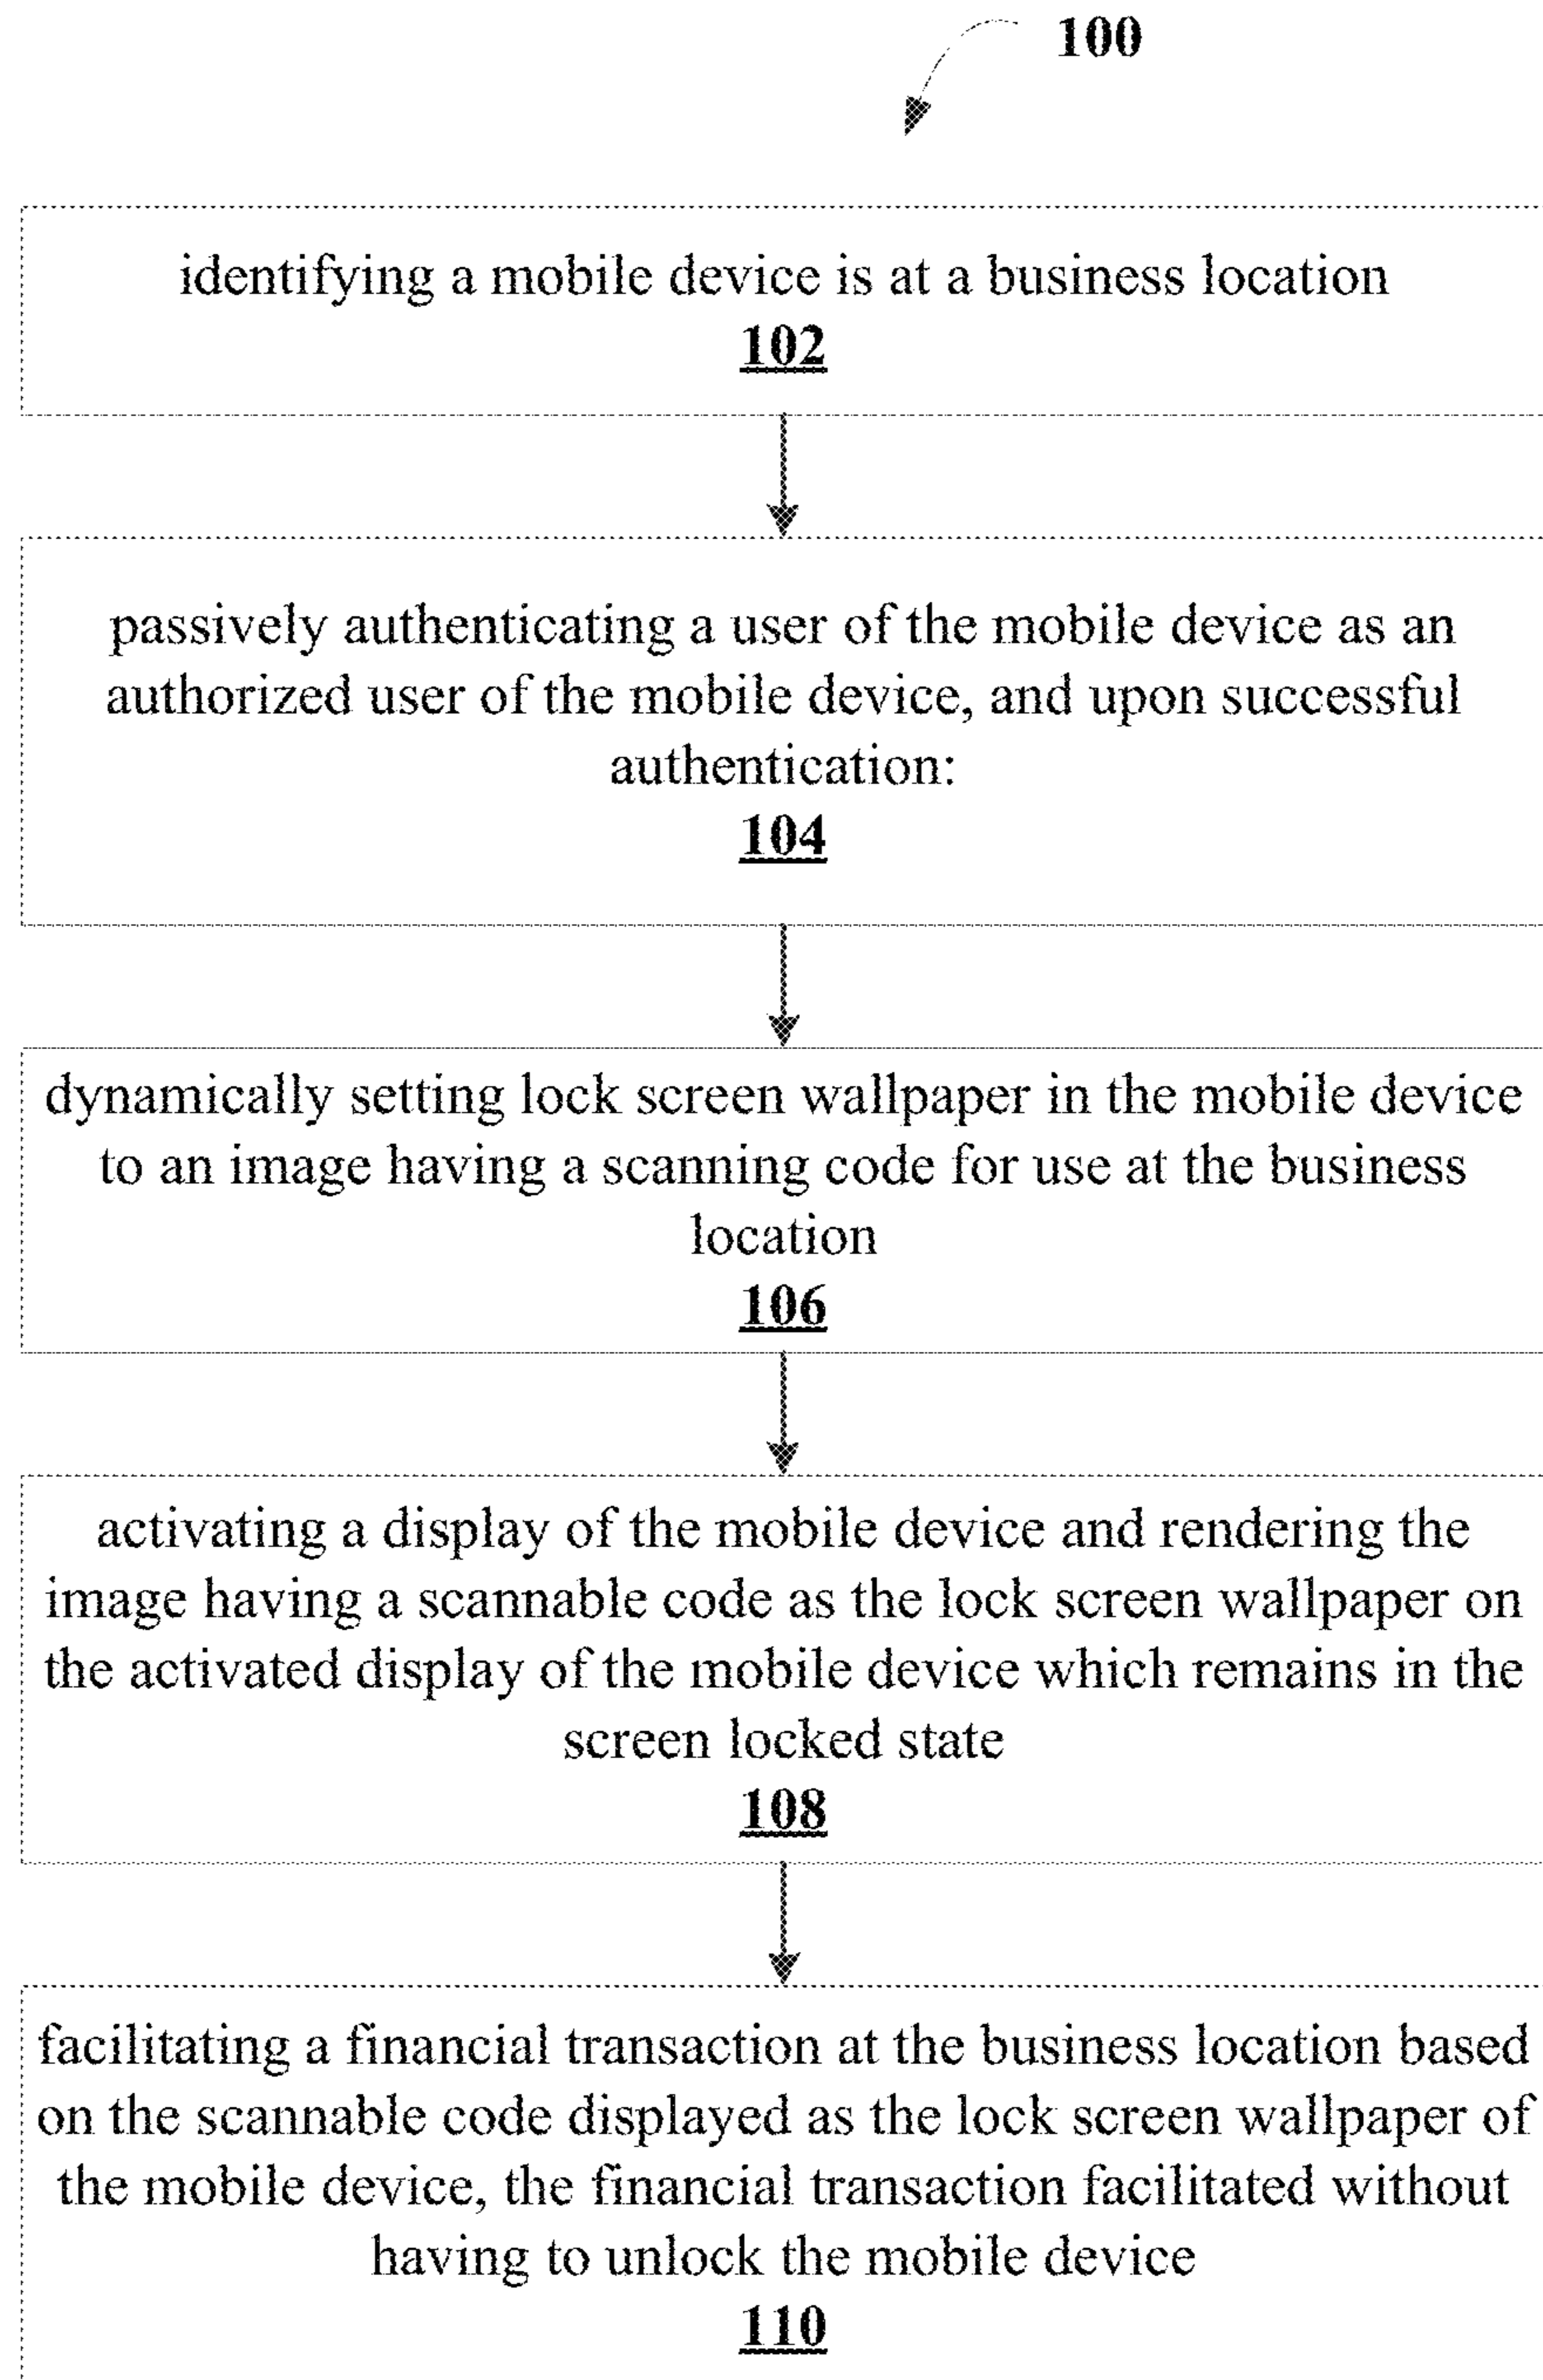 100
identifying a mobile device is at a business location
102
passively authenticating a user of the mobile device as an
authorized user of the mobile device, and upon successful
authentication:
104
dynamically setting lock screen wallpaper in the mobile device
to an image having a scanning code for use at the business
location
106
activating a display of the mobile device and rendering the
image having a scannable code as the lock screen wallpaper on
the activated display of the mobile device which remains in the
screen locked state
108
facilitating a financial transaction at the business location based
on the scannable code displayed as the lock screen wallpaper of
the mobile device, the financial transaction facilitated without
having to unlock the mobile device
110